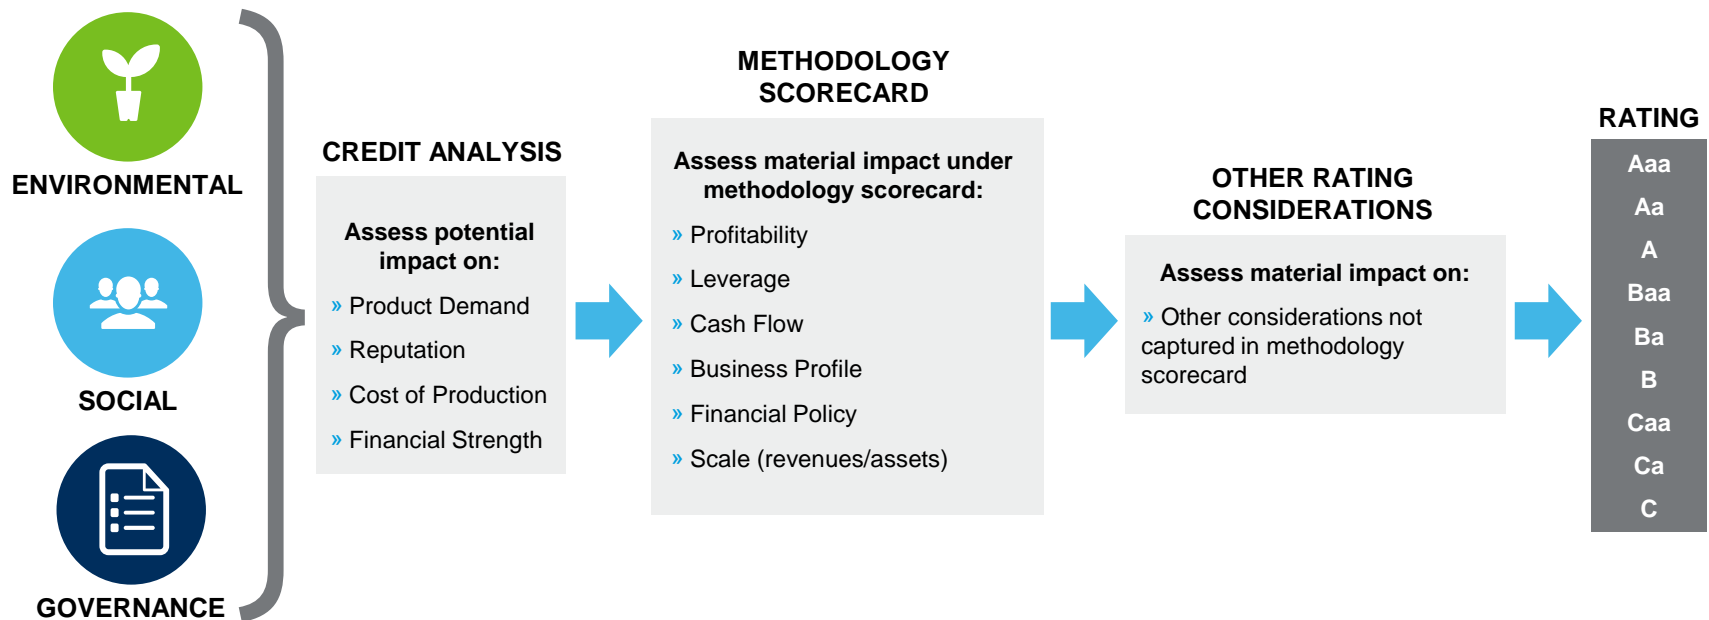 ENVIRONMENTAL
SOCIAL
GOVERNANCE
CREDIT ANALYSIS
Assess potential
impact on:
» Product Demand
» Reputation
» Cost of Production
» Financial Strength
METHODOLOGY
SCORECARD
Assess material impact under
methodology scorecard:
» Profitability
» Leverage
» Cash Flow
» Business Profile
» Financial Policy
» Scale (revenues/assets)
OTHER RATING
CONSIDERATIONS
Assess material impact on:
» Other considerations not
captured in methodology
scorecard
RATING
Aaa
Aa
A
Baa
Ba
B
Caa
Ca
C